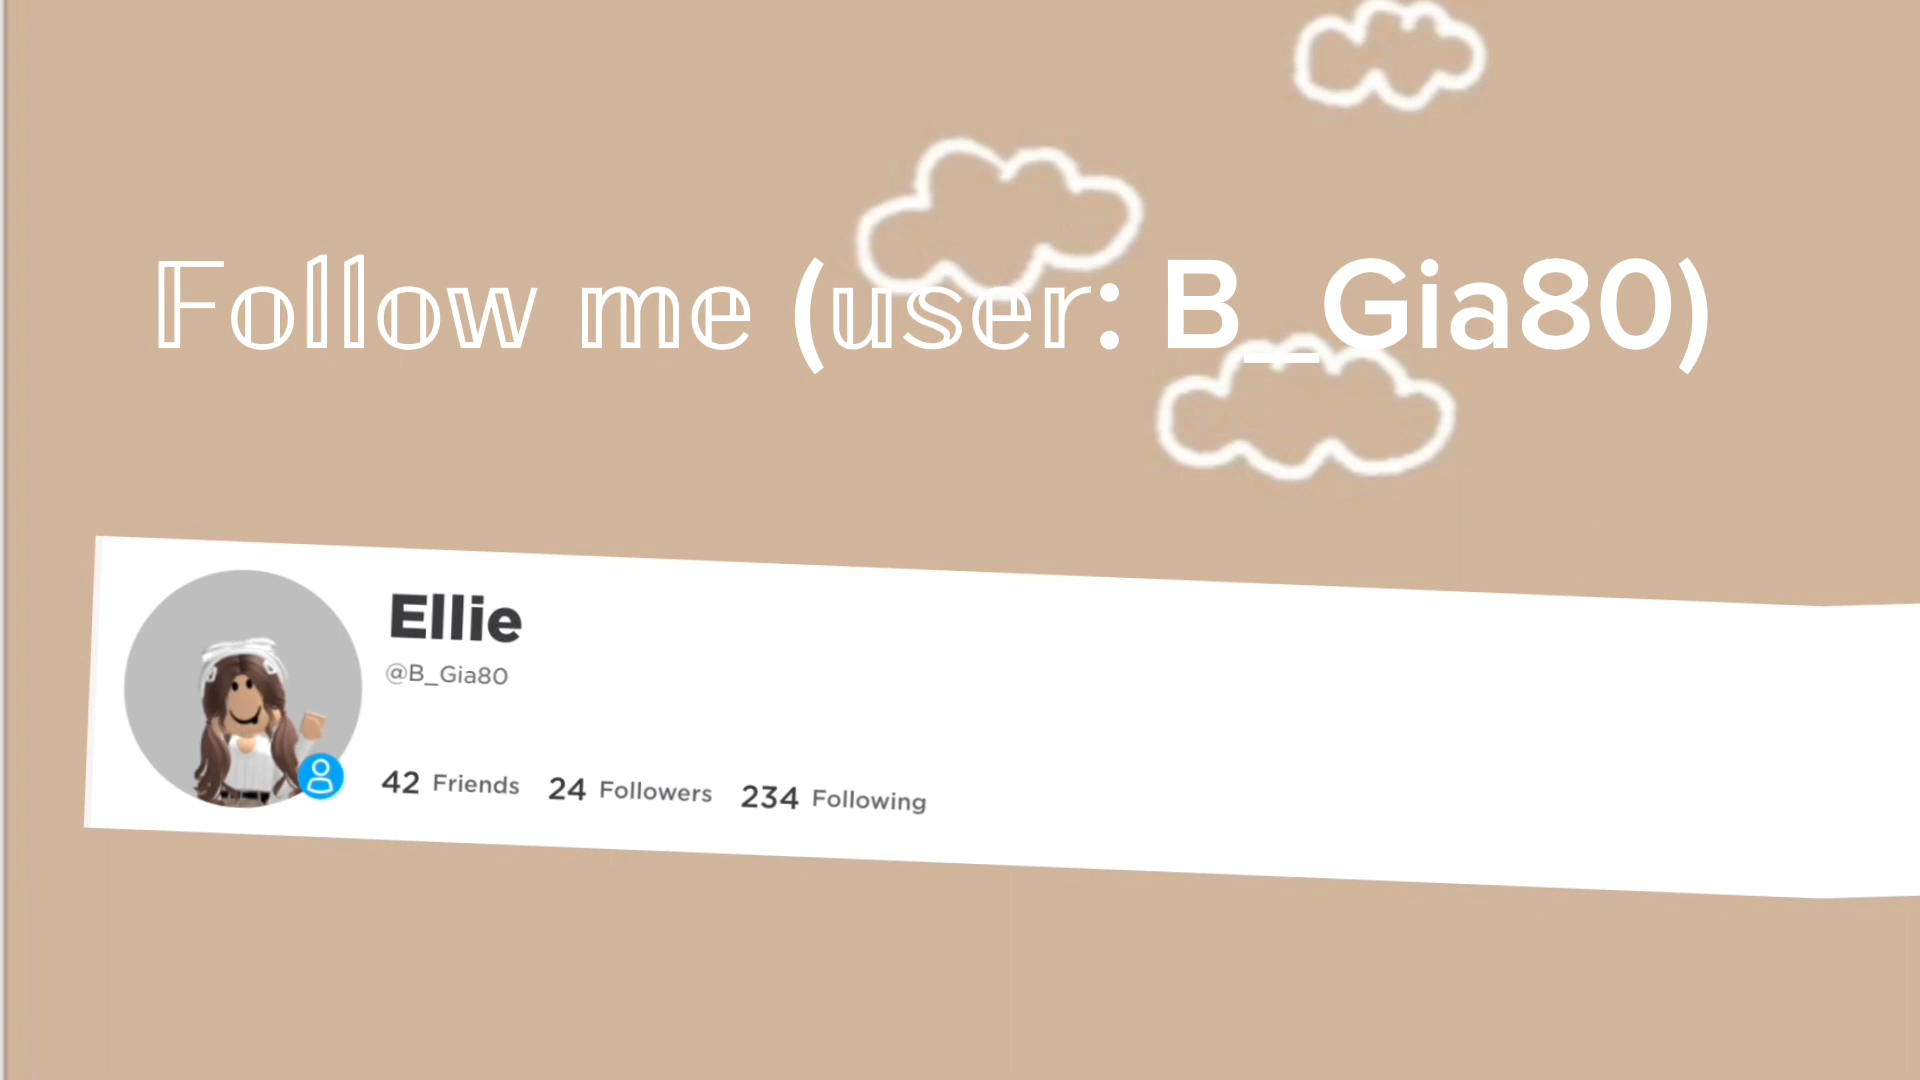 𝔽𝕠𝕝𝕝𝕠𝕨 𝕞𝕖 (𝕦𝕤𝕖𝕣: B_Gia80)
Ellie
@B_Gia80
42 Friends 24 Followers 234 Following